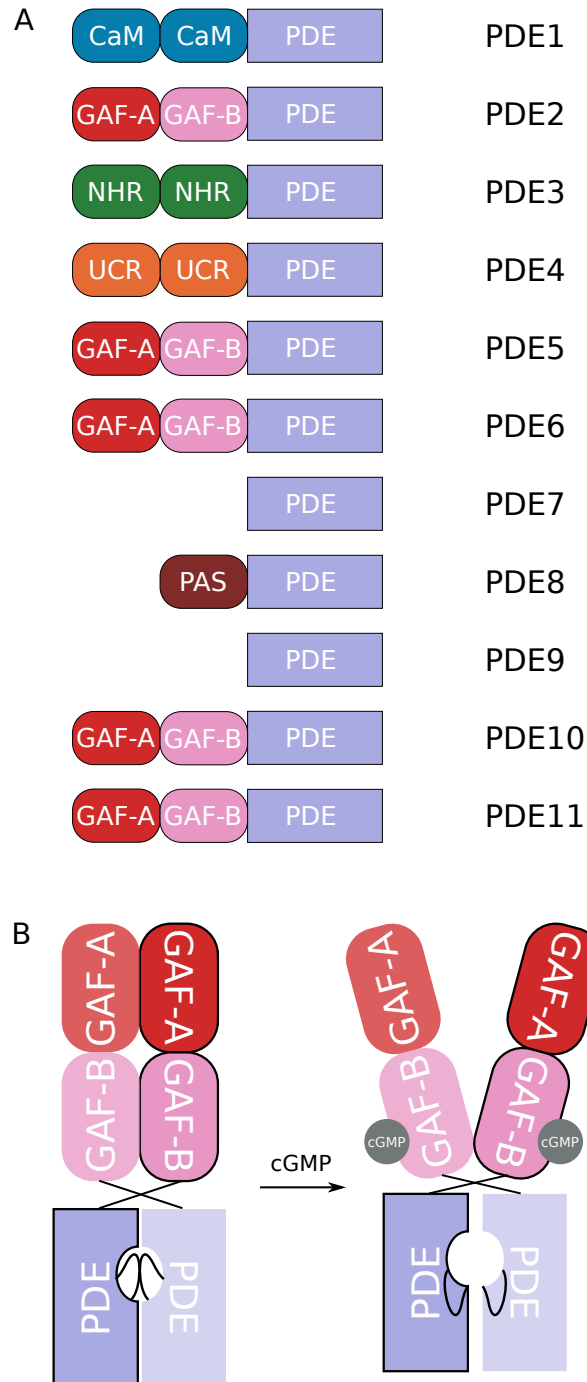 A
CaM CaM PDE PDE1
GAF-A GAF-B PDE PDE2
NHR NHR PDE PDE3
UCR UCR PDE PDE4
GAF-A GAF-B PDE PDE5
GAF-A GAF-B PDE PDE6
PDE PDE7
PAS PDE PDE8
PDE PDE9
GAF-A GAF-B PDE PDE10
GAF-A GAF-B PDE PDE11
B
GAF-A
GAF-A
GAF-B
GAF-B
PDE
PDE
cGMP
GAF-A
GAF-A
GAF-B
GAF-B
cGMP
cGMP
PDE
PDE